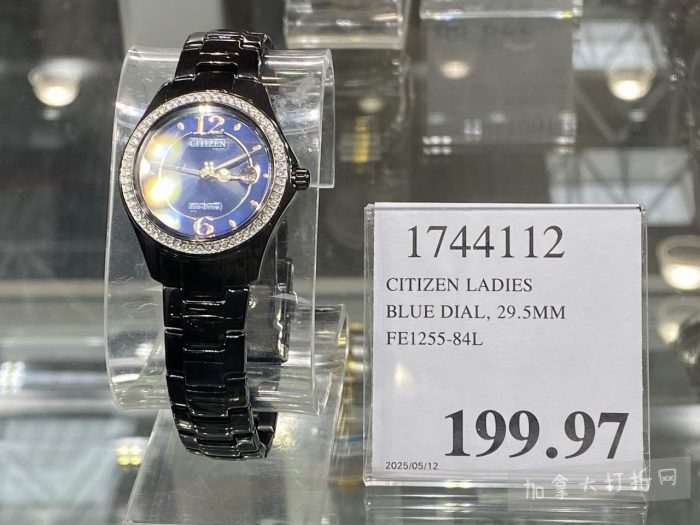 12
CITIZEN
6
1744112
CITIZEN LADIES
BLUE DIAL, 29.5MM
FE1255-84L
199.97
2025/05/12
加拿大打折网